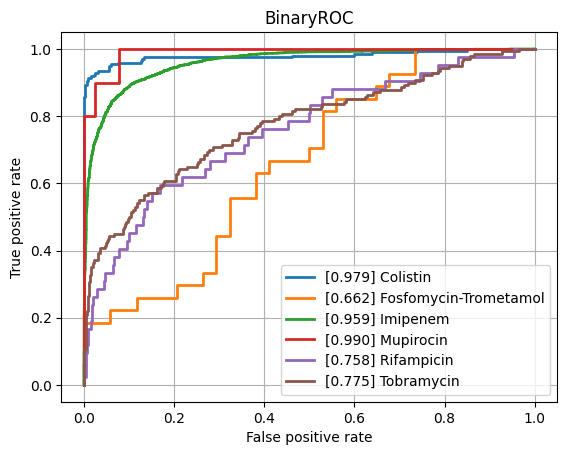 BinaryROC
True positive rate
1.0
0.8
0.6
0.4
0.2
0.0
[0.979] Colistin
[0.662] Fosfomycin-Trometamol
[0.959] Imipenem
[0.990] Mupirocin
[0.758] Rifampicin
[0.775] Tobramycin
0.0 0.2 0.4 0.6 0.8 1.0
False positive rate